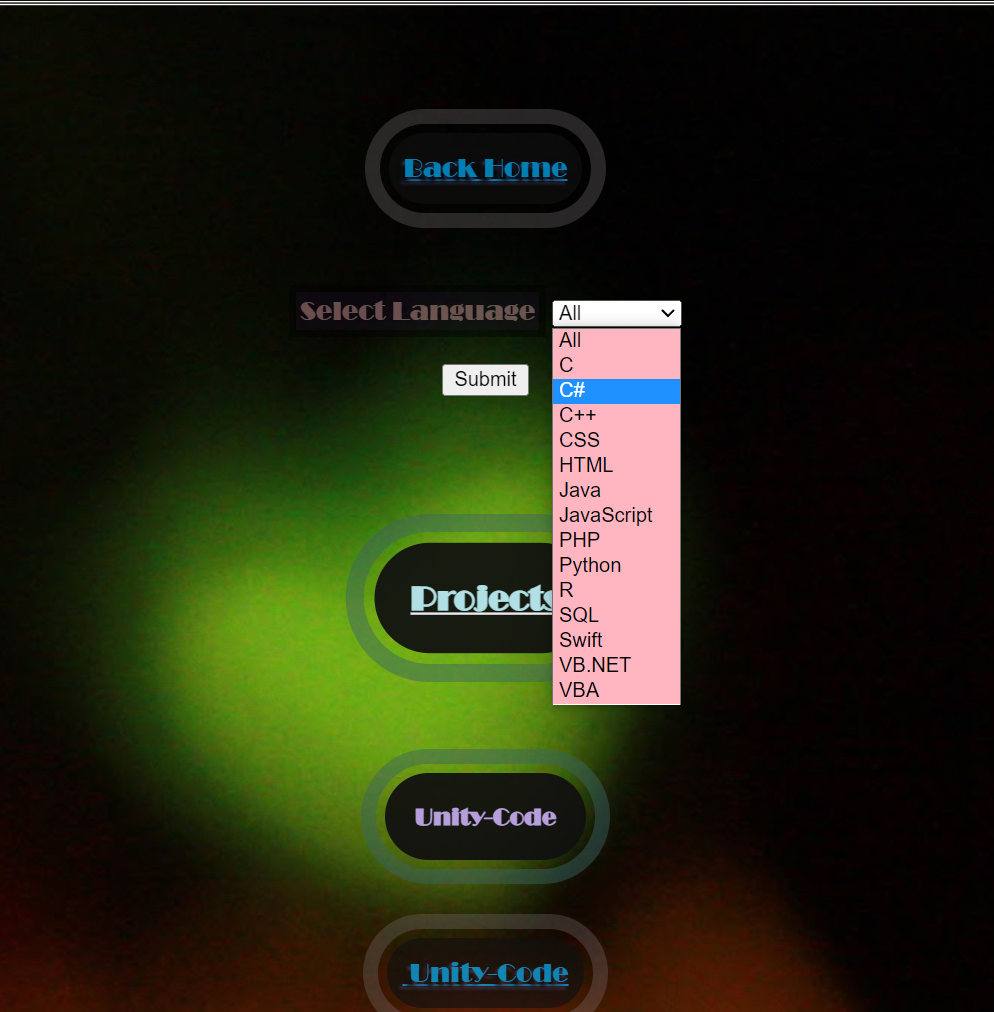 Back Home
Select Language
All
All
C
C#
C++
CSS
HTML
Java
JavaScript
PHP
Python
R
SQL
Swift
VB.NET
VBA
Submit
Projects
Unity-Code
Unity-Code